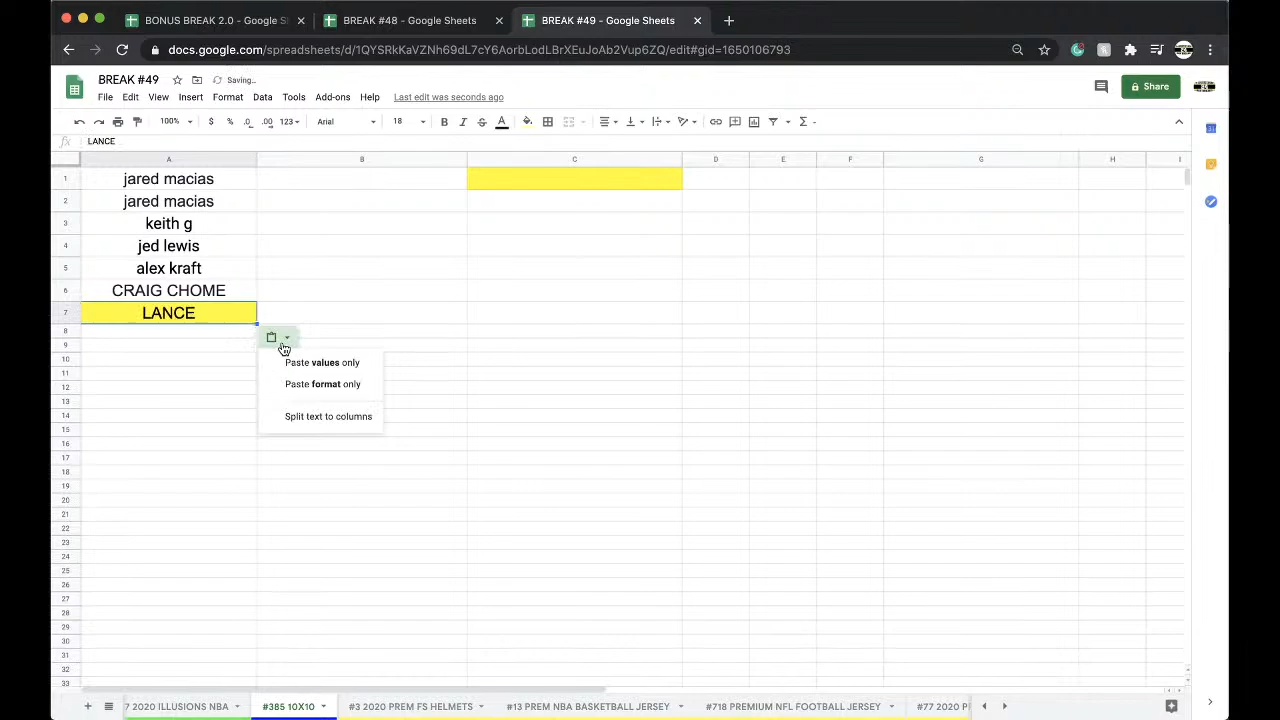 BONUS BREAK 2.0 - Google S
BREAK #48 - Google Sheets
BREAK #49 - Google Sheets
docs.google.com/spreadsheets/d/1QYSRkKaVZNh69dL7cY6AorbLodLBrXEuJoAb2Vup6ZQ/edit#gid=1650106793
BREAK #49
Saving…
File Edit View Insert Format Data Tools Add-ons Help Last edit was seconds ago
Share
100% $ % .0 .00 123 Arial 18 B I S A
fx LANCE
A B C D E F G H I
1 jared macias
2 jared macias
3 keith g
4 jed lewis
5 alex kraft
6 CRAIG CHOME
7 LANCE
8
9
10 Paste values only
11
12 Paste format only
13
14 Split text to columns
15
16
17
18
19
20
21
22
23
24
25
26
27
28
29
30
31
32
33
7 2020 ILLUSIONS NBA #385 10X10 #3 2020 PREM FS HELMETS #13 PREM NBA BASKETBALL JERSEY #718 PREMIUM NFL FOOTBALL JERSEY #77 2020 P